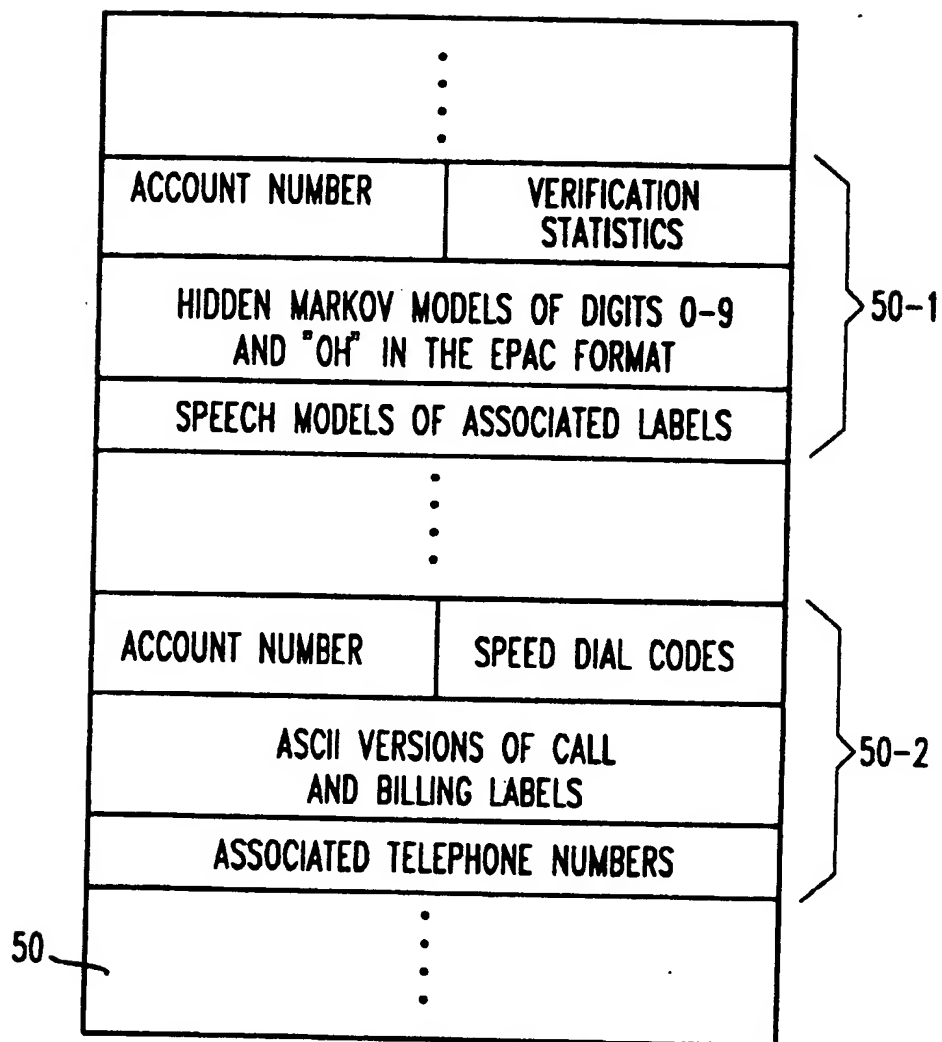 ACCOUNT NUMBER
VERIFICATION
STATISTICS
HIDDEN MARKOV MODELS OF DIGITS 0-9
AND "OH" IN THE EPAC FORMAT
SPEECH MODELS OF ASSOCIATED LABELS
50-1
ACCOUNT NUMBER
SPEED DIAL CODES
ASCII VERSIONS OF CALL
AND BILLING LABELS
ASSOCIATED TELEPHONE NUMBERS
50-2
50